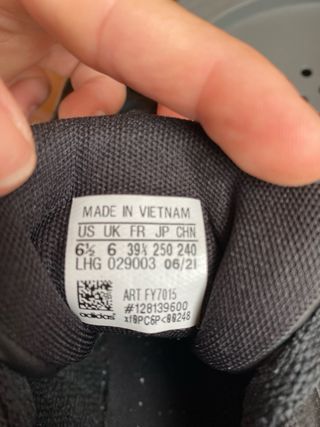 MADE IN VIETNAM
US UK FR JP CHN
6½ 6 39⅓ 250 240
LHG 029003 06/21
ART FY7015
#128139600
adidas